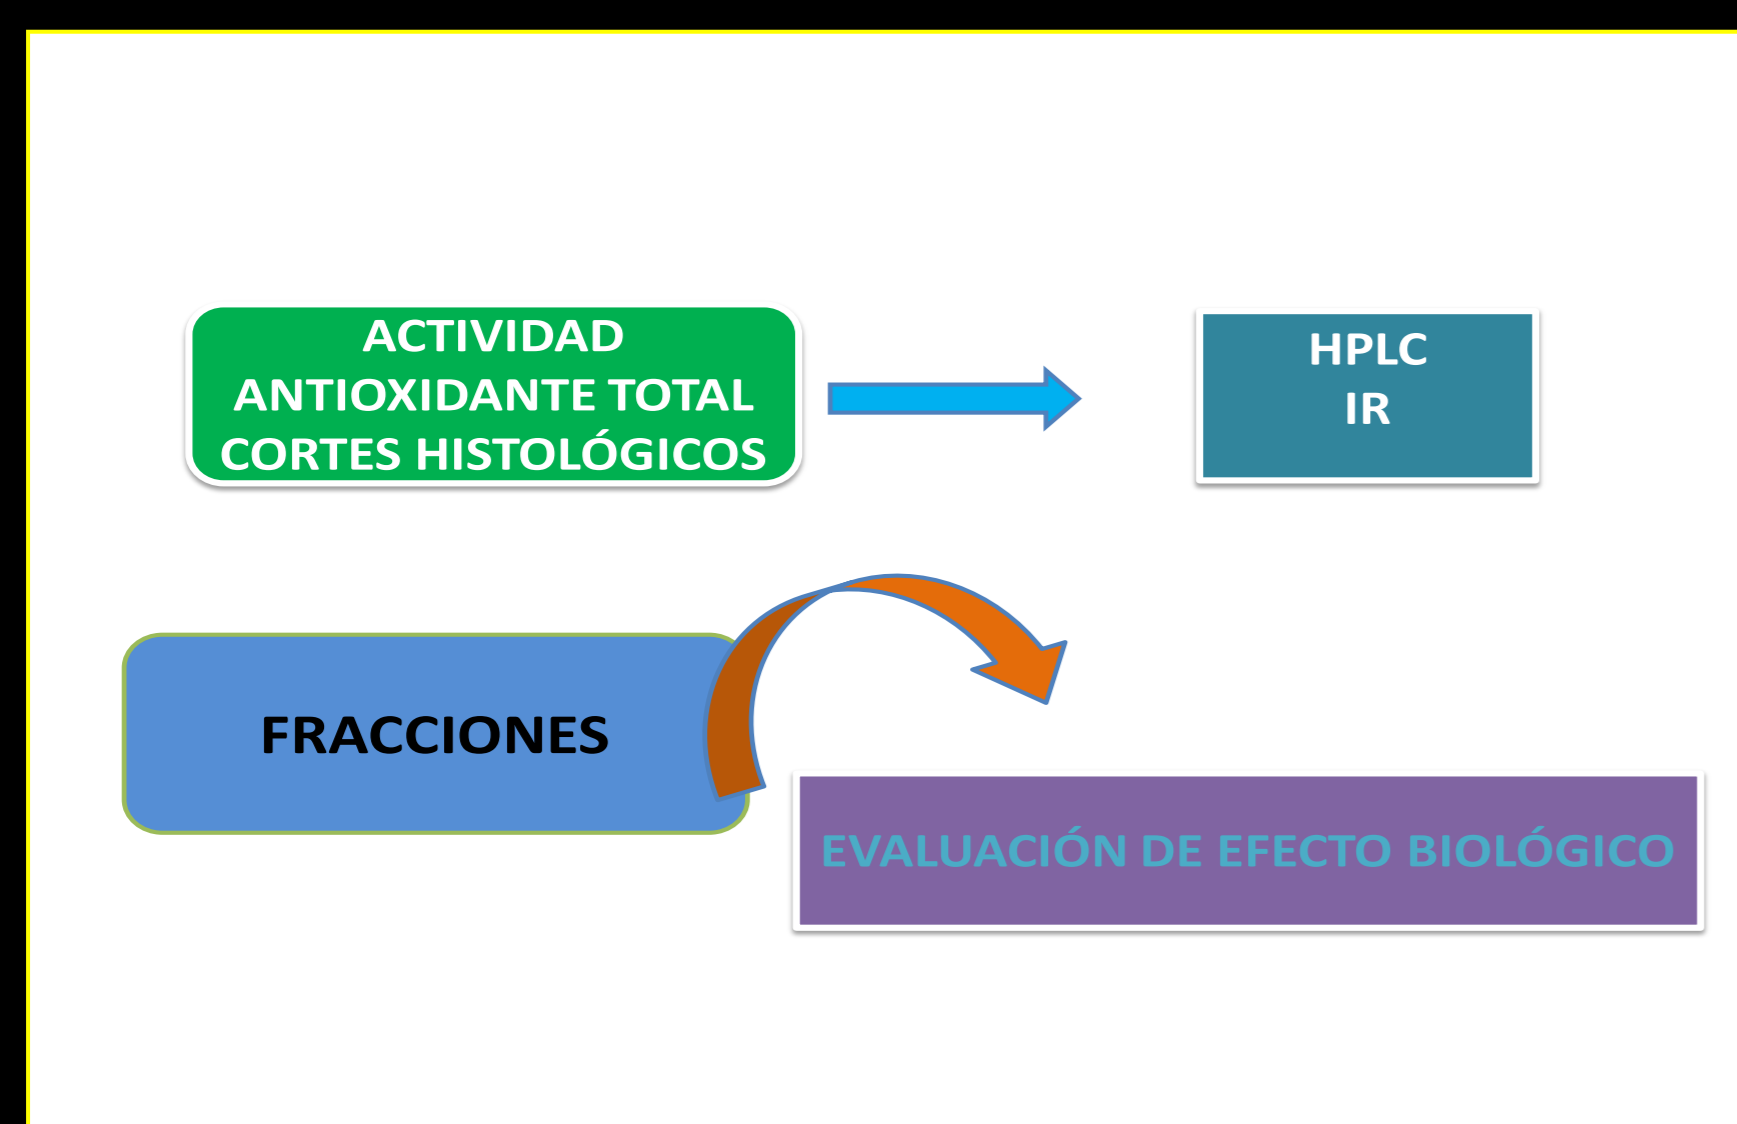 ACTIVIDAD
ANTIOXIDANTE TOTAL
CORTES HISTOLÓGICOS
HPLC
IR
FRACCIONES
EVALUACIÓN DE EFECTO BIOLÓGICO